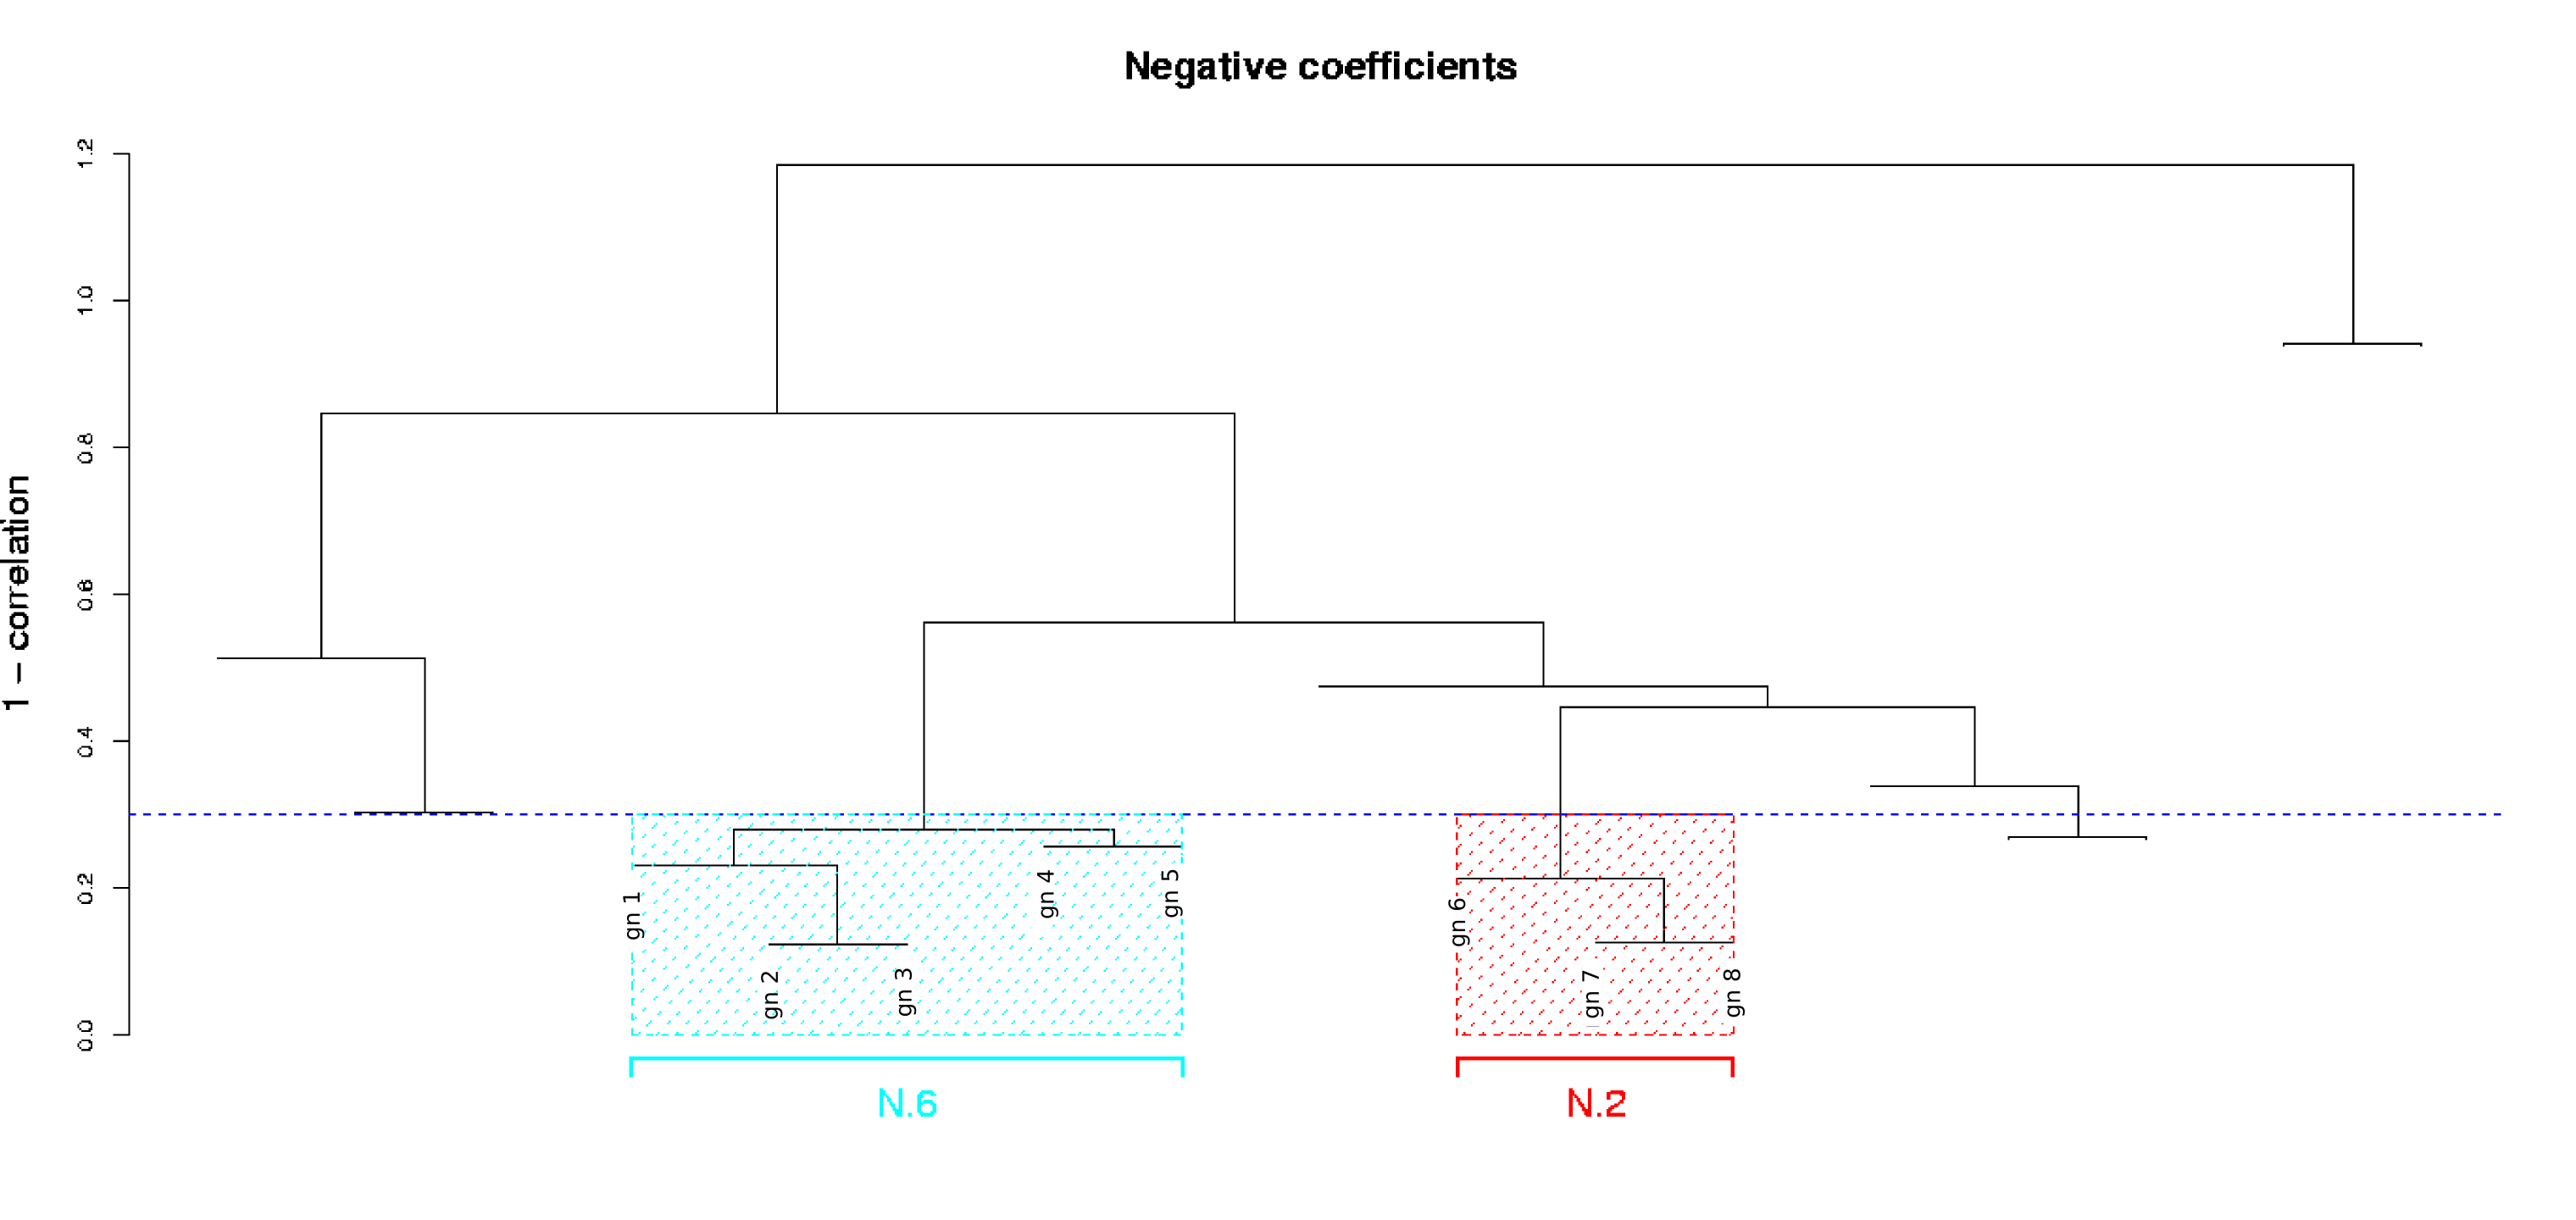 Negative coefficients
1 – correlation
1.2
1.0
0.8
0.6
0.4
0.2
0.0
gn 1
gn 2
gn 3
gn 4
gn 5
gn 6
gn 7
gn 8
N.6
N.2